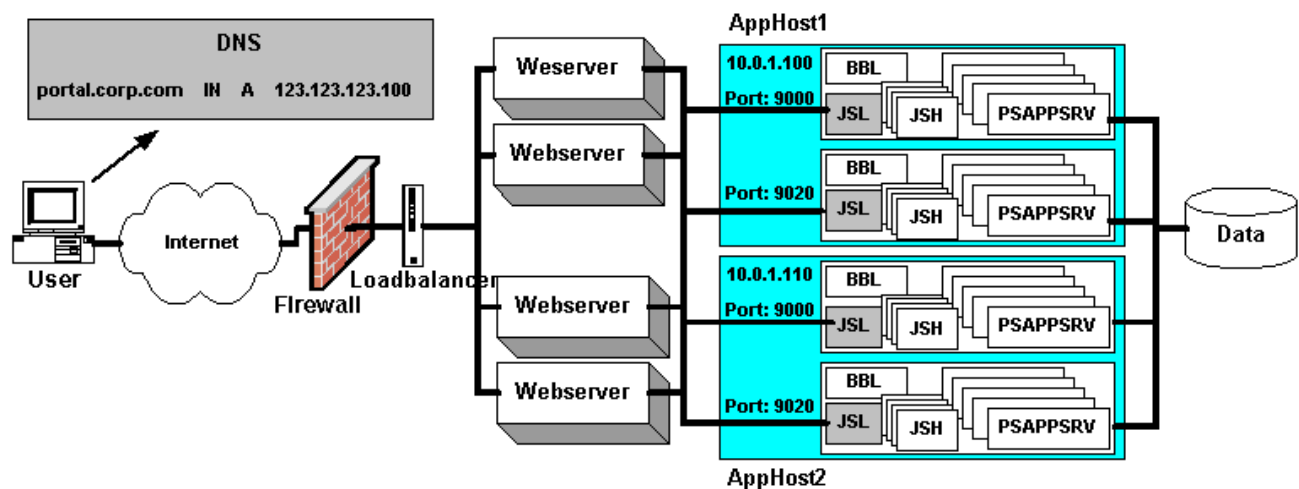 DNS
portal.corp.com IN A 123.123.123.100
User
Internet
FIrewall
Loadbalancer
Weserver
Webserver
Webserver
Webserver
AppHost1
10.0.1.100
Port: 9000
BBL
JSL
JSH
PSAPPSRV
Port: 9020
BBL
JSL
JSH
PSAPPSRV
10.0.1.110
Port: 9000
BBL
JSL
JSH
PSAPPSRV
Port: 9020
BBL
JSL
JSH
PSAPPSRV
AppHost2
Data